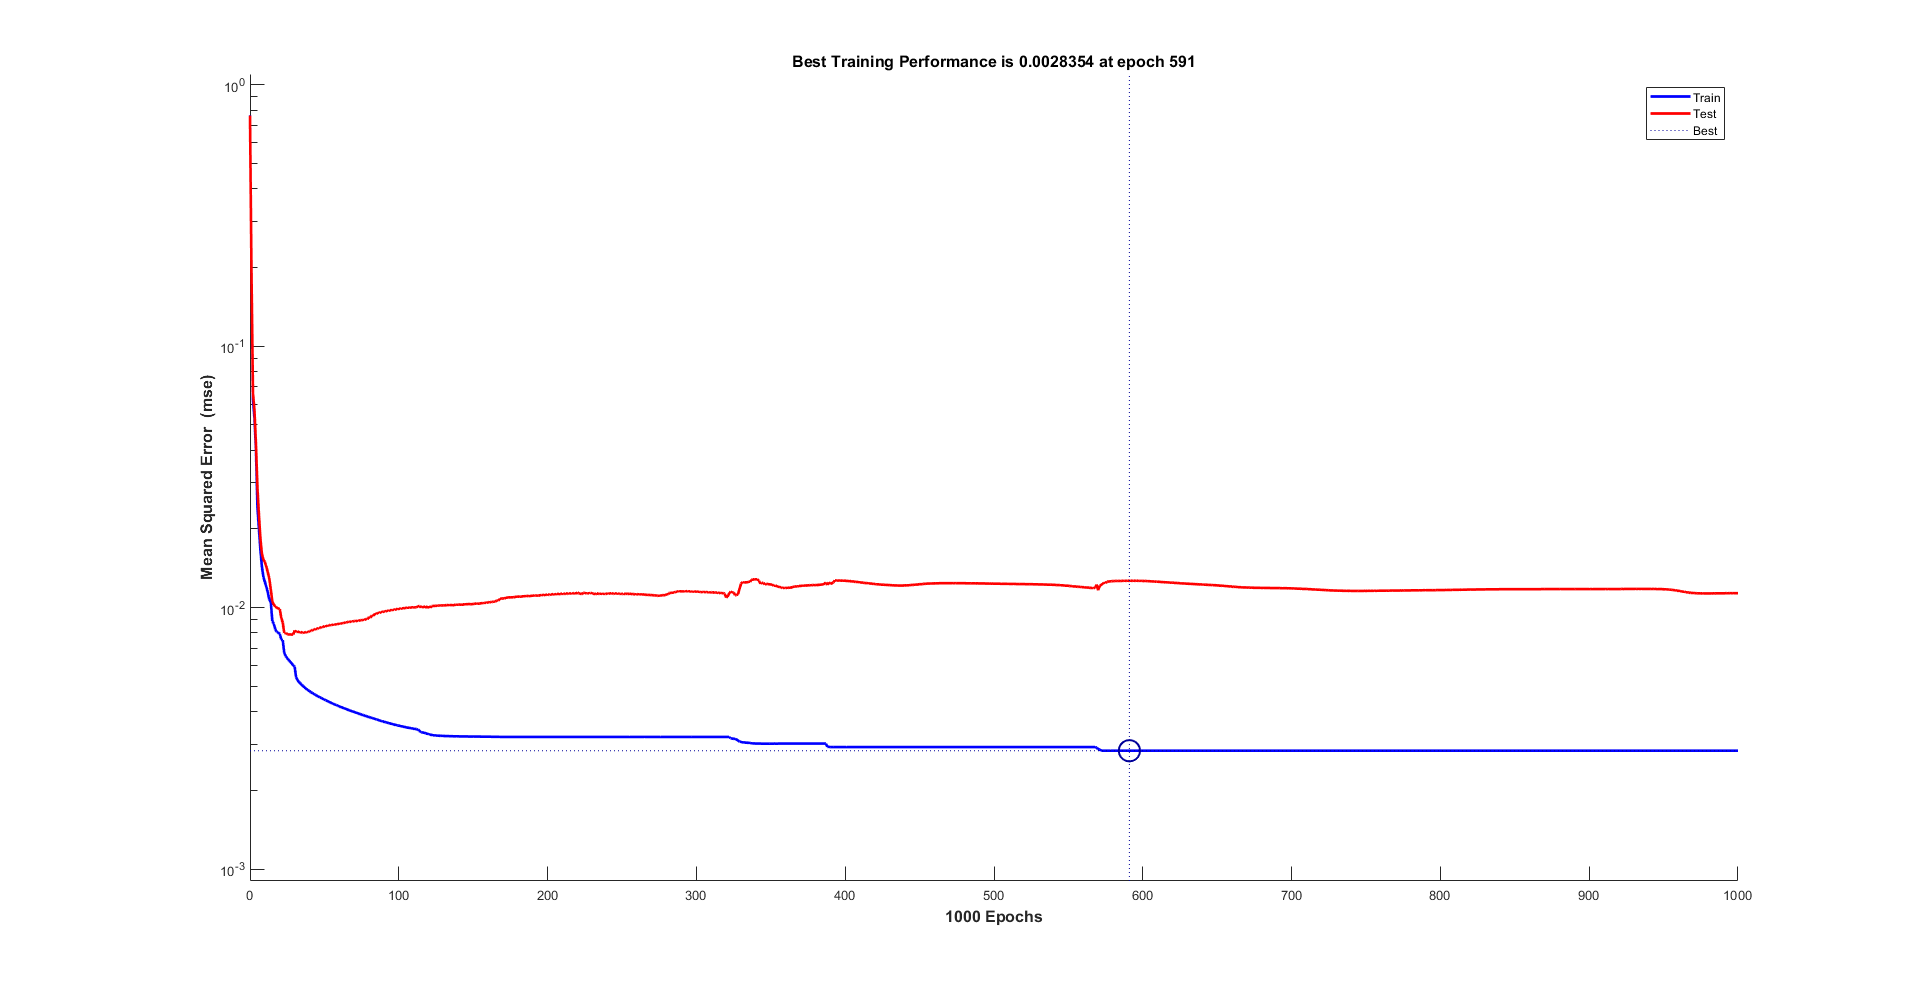 Best Training Performance is 0.0028354 at epoch 591
10^0
10^-1
10^-2
10^-3
Mean Squared Error (mse)
Train
Test
Best
0 100 200 300 400 500 600 700 800 900 1000
1000 Epochs